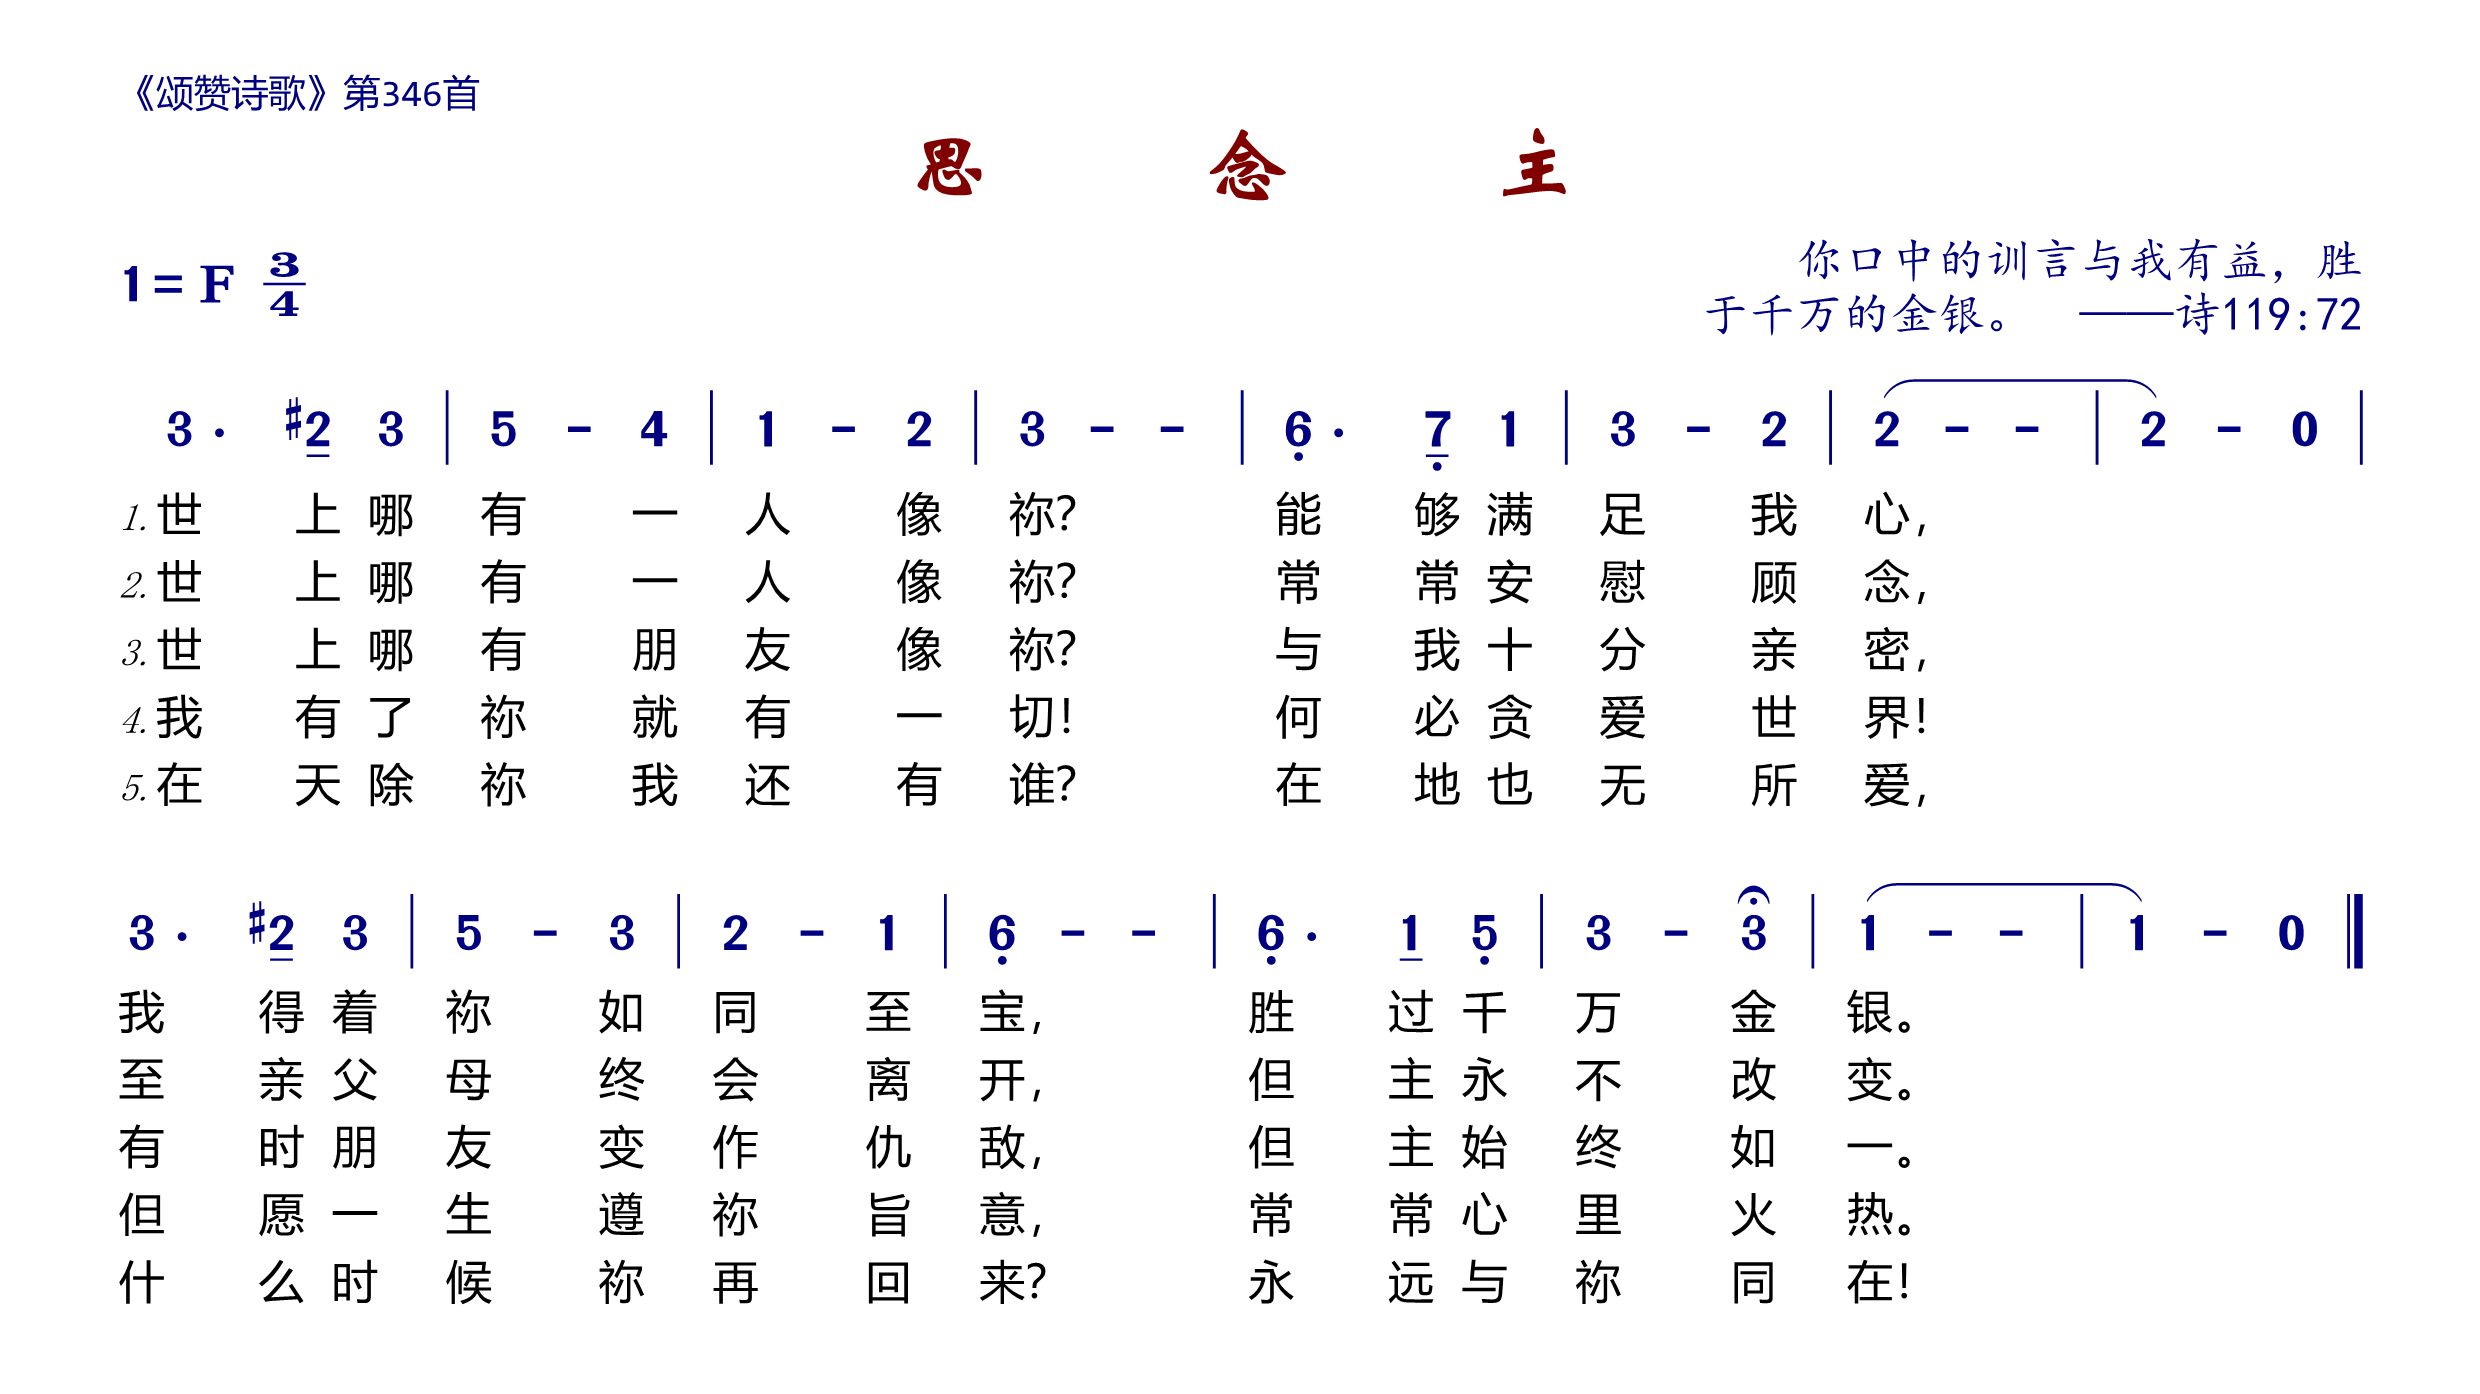 《颂赞诗歌》第346首
思 念 主
1= F 3/4
你口中的训言与我有益，胜
于千万的金银。 ——诗119:72
3 . #2 3 | 5 - 4 | 1 - 2 | 3 - - | 6 . 7 1 | 3 - 2 | 2 - - | 2 - 0 |
1.世 上 哪 有 一 人 像 祢？ 能 够 满 足 我 心，
2.世 上 哪 有 一 人 像 祢？ 常 常 安 慰 顾 念，
3.世 上 哪 有 朋 友 像 祢？ 与 我 十 分 亲 密，
4.我 有 了 祢 就 有 一 切！ 何 必 贪 爱 世 界！
5.在 天 除 祢 我 还 有 谁？ 在 地 也 无 所 爱，
3 . #2 3 | 5 - 3 | 2 - 1 | 6 - - | 6 . 1 5 | 3 - 3 | 1 - - | 1 - 0 ‖
我 得 着 祢 如 同 至 宝， 胜 过 千 万 金 银。
至 亲 父 母 终 会 离 开， 但 主 永 不 改 变。
有 时 朋 友 变 作 仇 敌， 但 主 始 终 如 一。
但 愿 一 生 遵 祢 旨 意， 常 常 心 里 火 热。
什 么 时 候 祢 再 回 来？ 永 远 与 祢 同 在！